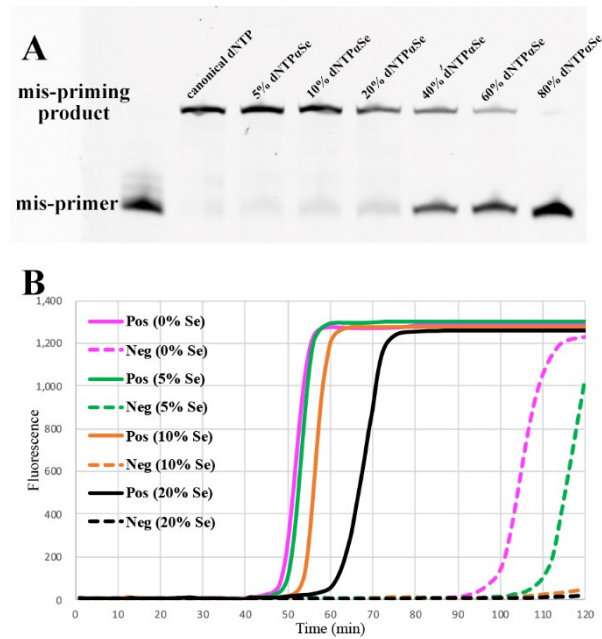 A
canonical dNTP
5% dNTPαSe
10% dNTPαSe
20% dNTPαSe
40% dNTPαSe
60% dNTPαSe
80% dNTPαSe
mis-priming
product
mis-primer
B
1,400
1,200
1,000
800
600
400
200
0
Fluorescence
Pos (0% Se)
Neg (0% Se)
Pos (5% Se)
Neg (5% Se)
Pos (10% Se)
Neg (10% Se)
Pos (20% Se)
Neg (20% Se)
0 10 20 30 40 50 60 70 80 90 100 110 120
Time (min)